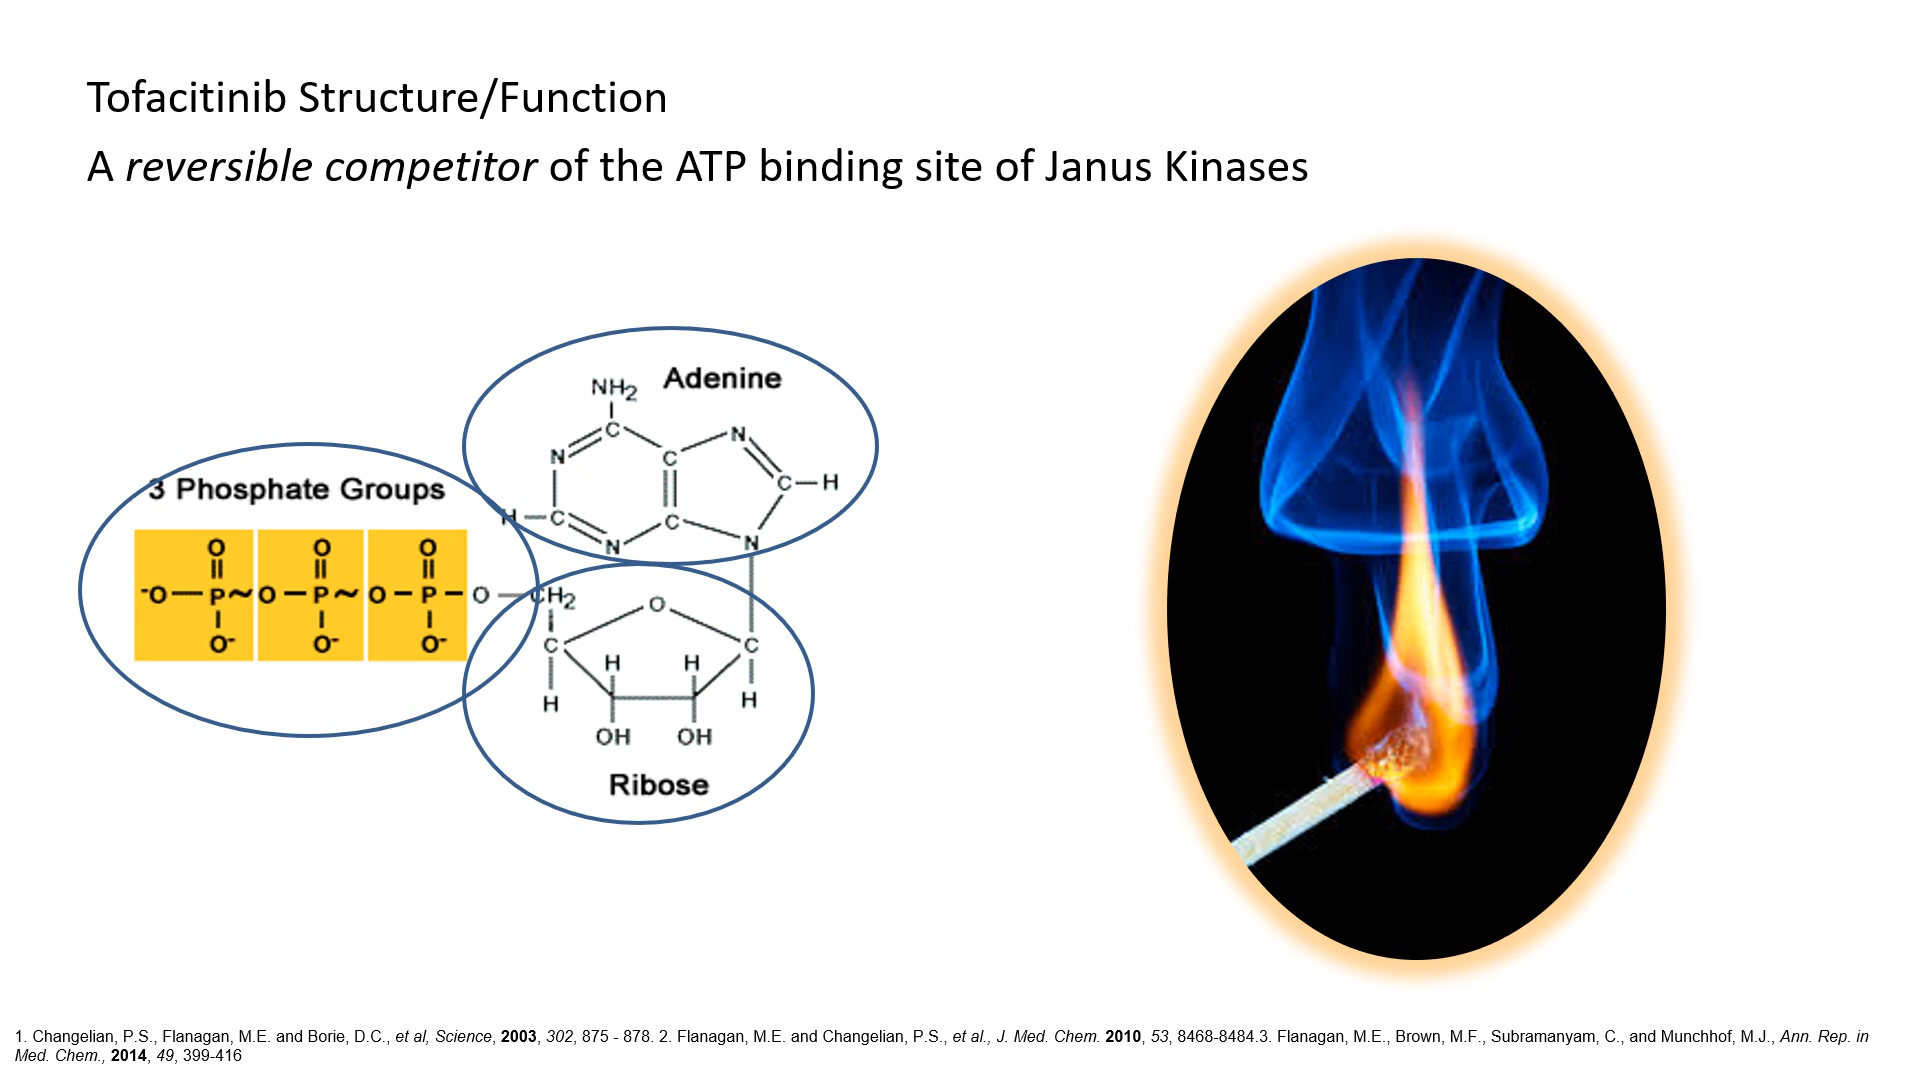 Tofacitinib Structure/Function
A reversible competitor of the ATP binding site of Janus Kinases
Adenine
NH2
N
C
N
C
C
H
N
C
H
C
N
C
N
3 Phosphate Groups
O
O
O
-O
P
~
O
P
~
O
P
O
CH2
O-
O-
O-
O
C
C
H
H
H
H
OH
OH
Ribose
1. Changelian, P.S., Flanagan, M.E. and Borie, D.C., et al, Science, 2003, 302, 875 - 878. 2. Flanagan, M.E. and Changelian, P.S., et al., J. Med. Chem. 2010, 53, 8468-8484.3. Flanagan, M.E., Brown, M.F., Subramanyam, C., and Munchhof, M.J., Ann. Rep. in
Med. Chem., 2014, 49, 399-416